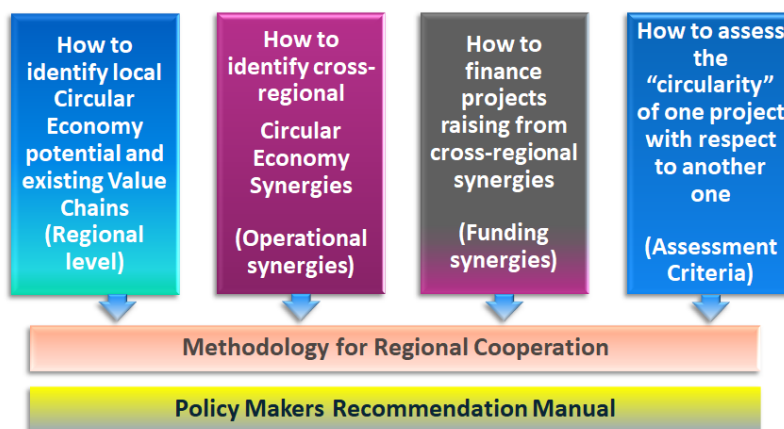 How to
identify local
Circular
Economy
potential and
existing Value
Chains
(Regional
level)
How to
identify cross-
regional
Circular
Economy
Synergies
(Operational
synergies)
How to
finance
projects
raising from
cross-regional
synergies
(Funding
synergies)
How to assess
the
“circularity”
of one project
with respect
to another
one
(Assessment
Criteria)
Methodology for Regional Cooperation
Policy Makers Recommendation Manual